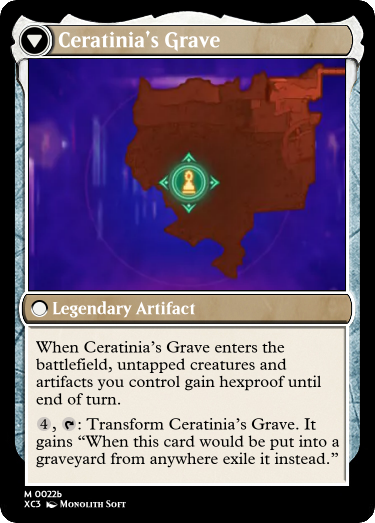 Ceratinia's Grave
Legendary Artifact
When Ceratinia's Grave enters the
battlefield, untapped creatures and
artifacts you control gain hexproof until
end of turn.
4, : Transform Ceratinia's Grave. It
gains “When this card would be put into a
graveyard from anywhere exile it instead.”
M 0022b
XC3 Monolith Soft